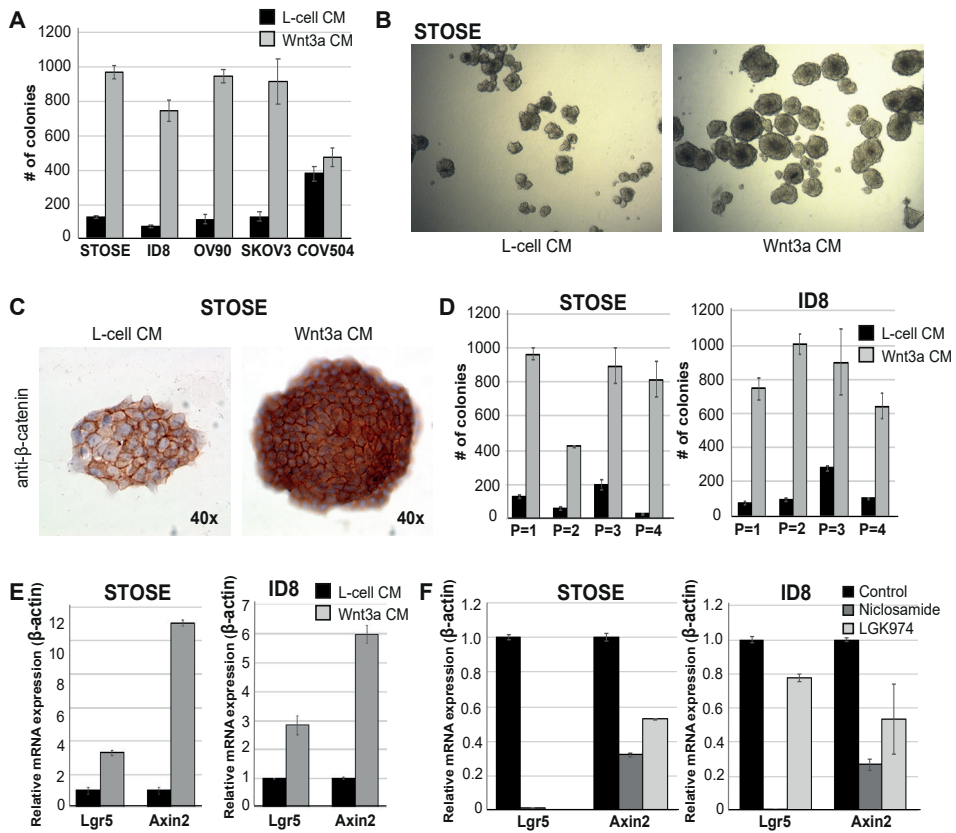 A
L-cell CM
Wnt3a CM
# of colonies
1200
1000
800
600
400
200
0
STOSE ID8 OV90 SKOV3 COV504
B
STOSE
L-cell CM Wnt3a CM
C
STOSE
L-cell CM Wnt3a CM
anti-β-catenin
40x 40x
D
STOSE
# of colonies
1200
1000
800
600
400
200
0
P=1 P=2 P=3 P=4
ID8
L-cell CM
Wnt3a CM
# of colonies
1200
1000
800
600
400
200
0
P=1 P=2 P=3 P=4
E
STOSE
Relative mRNA expression (β-actin)
12
10
8
6
4
2
0
Lgr5 Axin2
ID8
L-cell CM
Wnt3a CM
Relative mRNA expression (β-actin)
7
6
5
4
3
2
1
0
Lgr5 Axin2
F
STOSE
Relative mRNA expression (β-actin)
1.2
1.0
0.8
0.6
0.4
0.2
0
Lgr5 Axin2
ID8
Control
Niclosamide
LGK974
Relative mRNA expression (β-actin)
1.2
1.0
0.8
0.6
0.4
0.2
0
Lgr5 Axin2